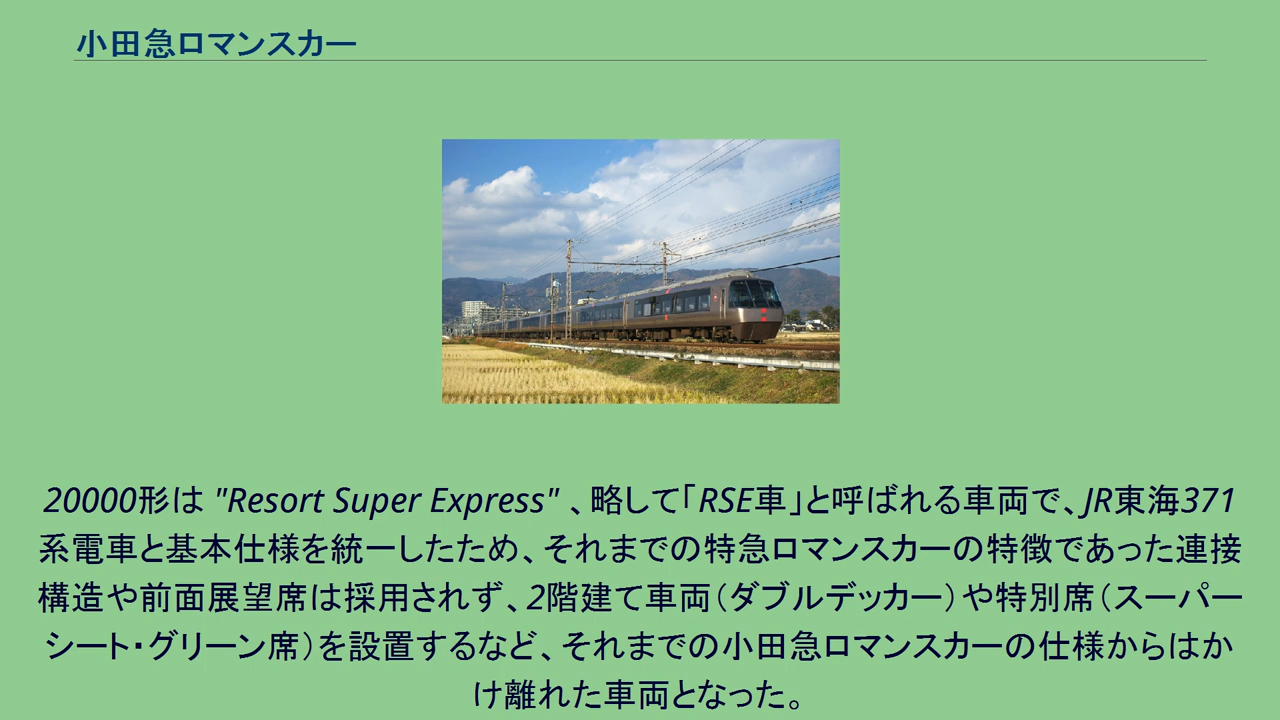 小田急ロマンスカー
20000形は "Resort Super Express" 、略して「RSE車」と呼ばれる車両で、JR東海371
系電車と基本仕様を統一したため、それまでの特急ロマンスカーの特徴であった連接
構造や前面展望席は採用されず、2階建て車両（ダブルデッカー）や特別席（スーパー
シート・グリーン席）を設置するなど、それまでの小田急ロマンスカーの仕様からはか
け離れた車両となった。